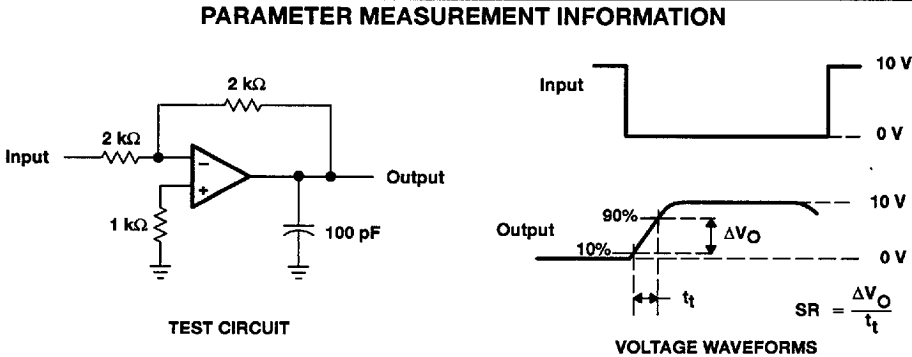 PARAMETER MEASUREMENT INFORMATION
2 kΩ
2 kΩ
Input
−
+
Output
1 kΩ
100 pF
TEST CIRCUIT
Input
10 V
0 V
Output
90%
10%
ΔVO
10 V
0 V
tt
SR = ΔVO / tt
VOLTAGE WAVEFORMS